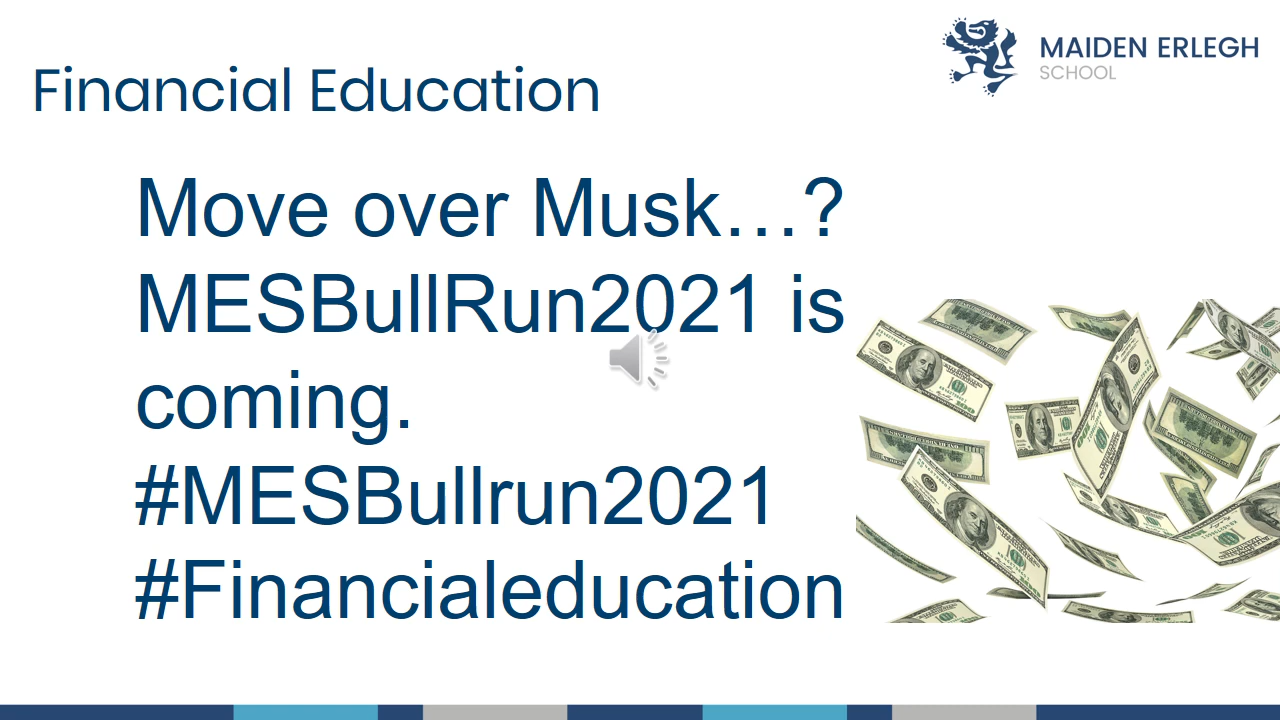 MAIDEN ERLEGH
SCHOOL
Financial Education
Move over Musk…?
MESBullRun2021 is
coming.
#MESBullrun2021
#Financialeducation